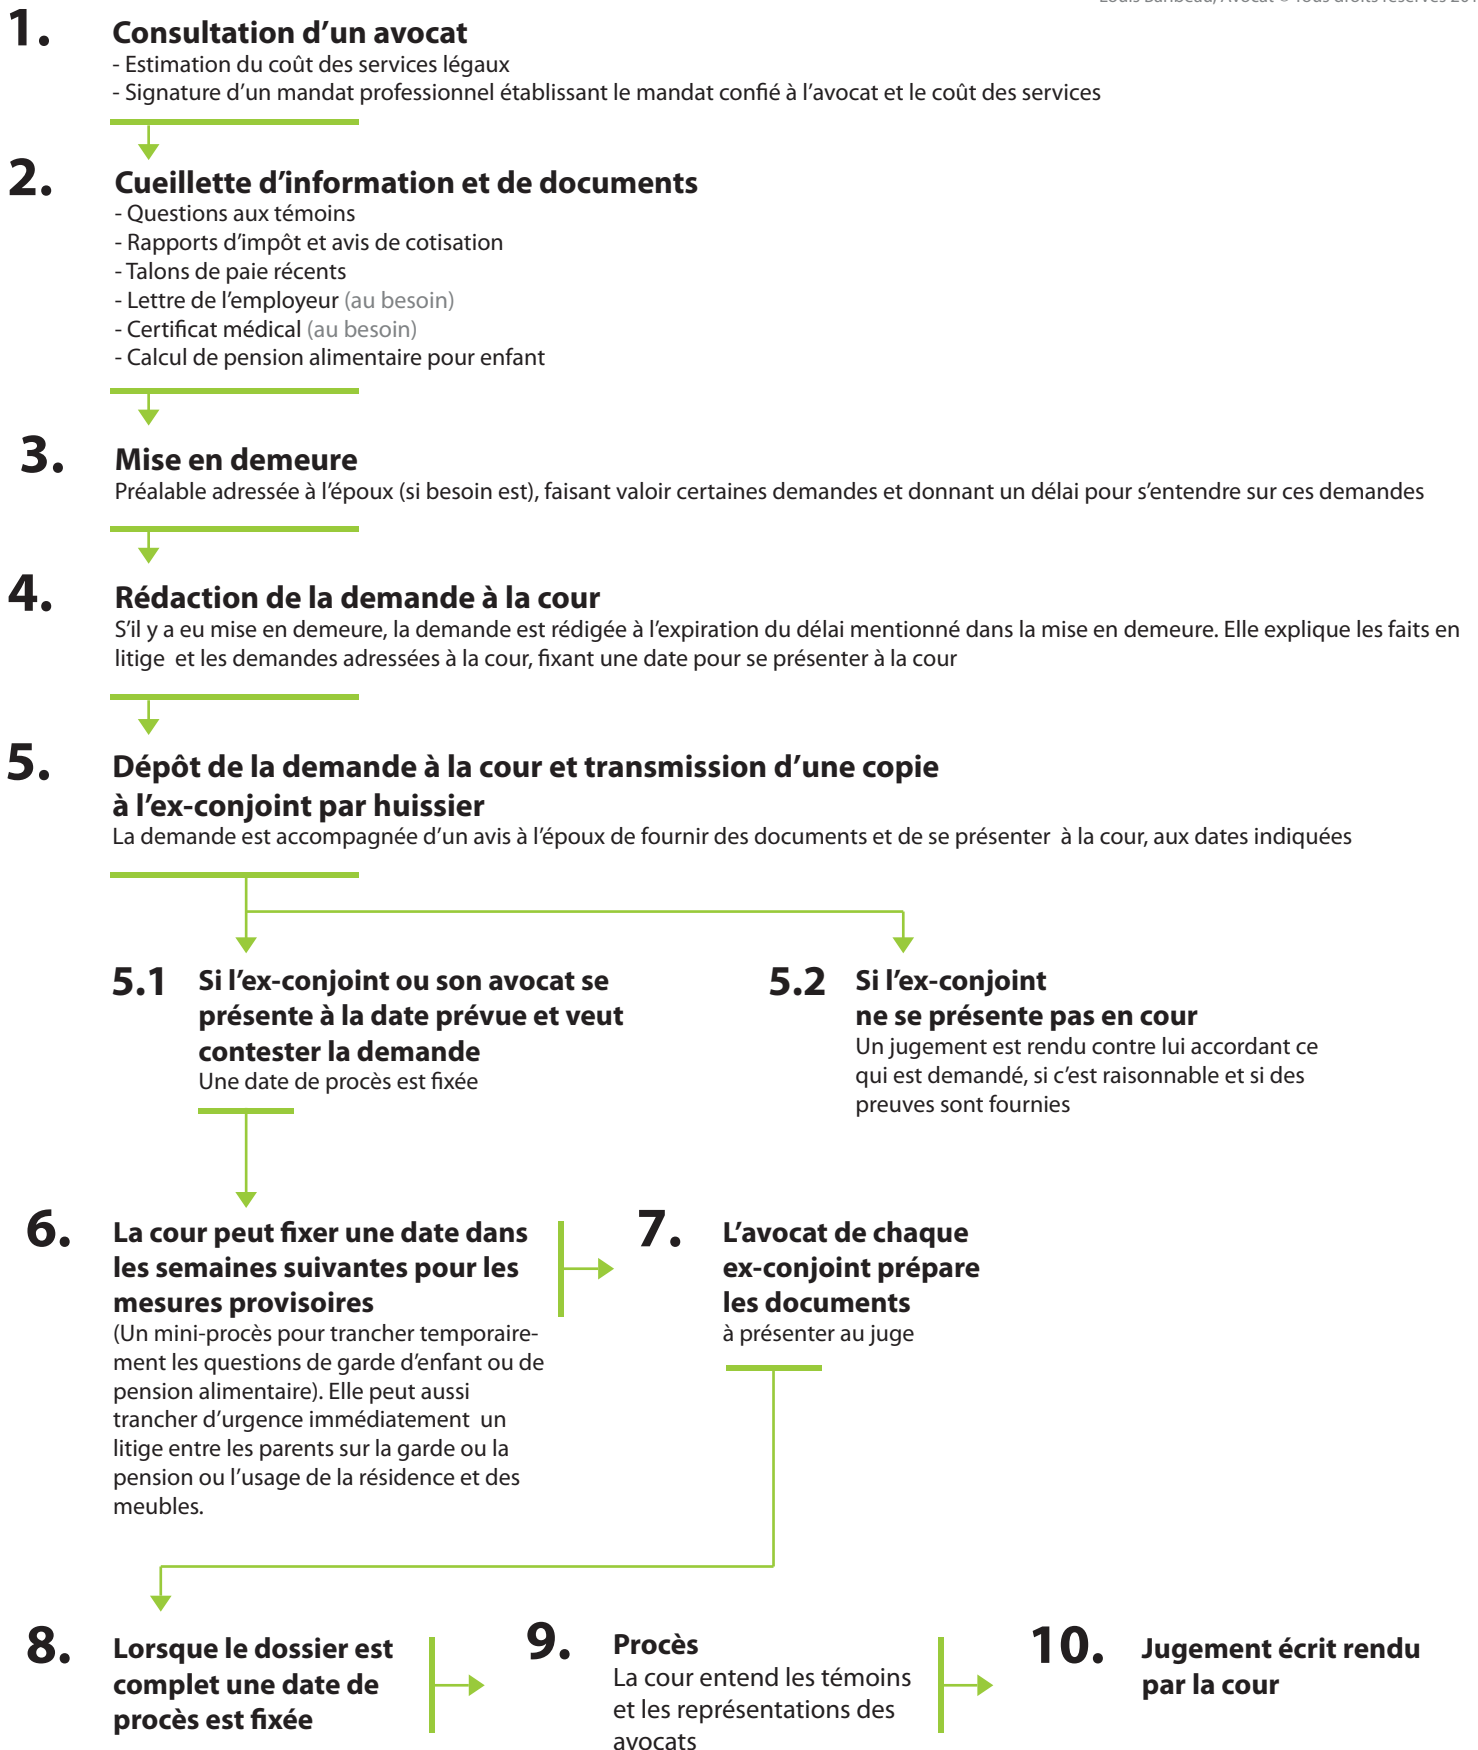 Louis Baribeau, Avocat © Tous droits réservés 201
1.
Consultation d’un avocat
- Estimation du coût des services légaux
- Signature d’un mandat professionnel établissant le mandat confié à l’avocat et le coût des services
2.
Cueillette d’information et de documents
- Questions aux témoins
- Rapports d’impôt et avis de cotisation
- Talons de paie récents
- Lettre de l’employeur (au besoin)
- Certificat médical (au besoin)
- Calcul de pension alimentaire pour enfant
3.
Mise en demeure
Préalable adressée à l’époux (si besoin est), faisant valoir certaines demandes et donnant un délai pour s’entendre sur ces demandes
4.
Rédaction de la demande à la cour
S’il y a eu mise en demeure, la demande est rédigée à l’expiration du délai mentionné dans la mise en demeure. Elle explique les faits en
litige et les demandes adressées à la cour, fixant une date pour se présenter à la cour
5.
Dépôt de la demande à la cour et transmission d’une copie
à l’ex-conjoint par huissier
La demande est accompagnée d’un avis à l’époux de fournir des documents et de se présenter à la cour, aux dates indiquées
5.1
Si l’ex-conjoint ou son avocat se
présente à la date prévue et veut
contester la demande
Une date de procès est fixée
5.2
Si l’ex-conjoint
ne se présente pas en cour
Un jugement est rendu contre lui accordant ce
qui est demandé, si c’est raisonnable et si des
preuves sont fournies
6.
La cour peut fixer une date dans
les semaines suivantes pour les
mesures provisoires
(Un mini-procès pour trancher temporaire-
ment les questions de garde d’enfant ou de
pension alimentaire). Elle peut aussi
trancher d’urgence immédiatement un
litige entre les parents sur la garde ou la
pension ou l’usage de la résidence et des
meubles.
7.
L’avocat de chaque
ex-conjoint prépare
les documents
à présenter au juge
8.
Lorsque le dossier est
complet une date de
procès est fixée
9.
Procès
La cour entend les témoins
et les représentations des
avocats
10.
Jugement écrit rendu
par la cour